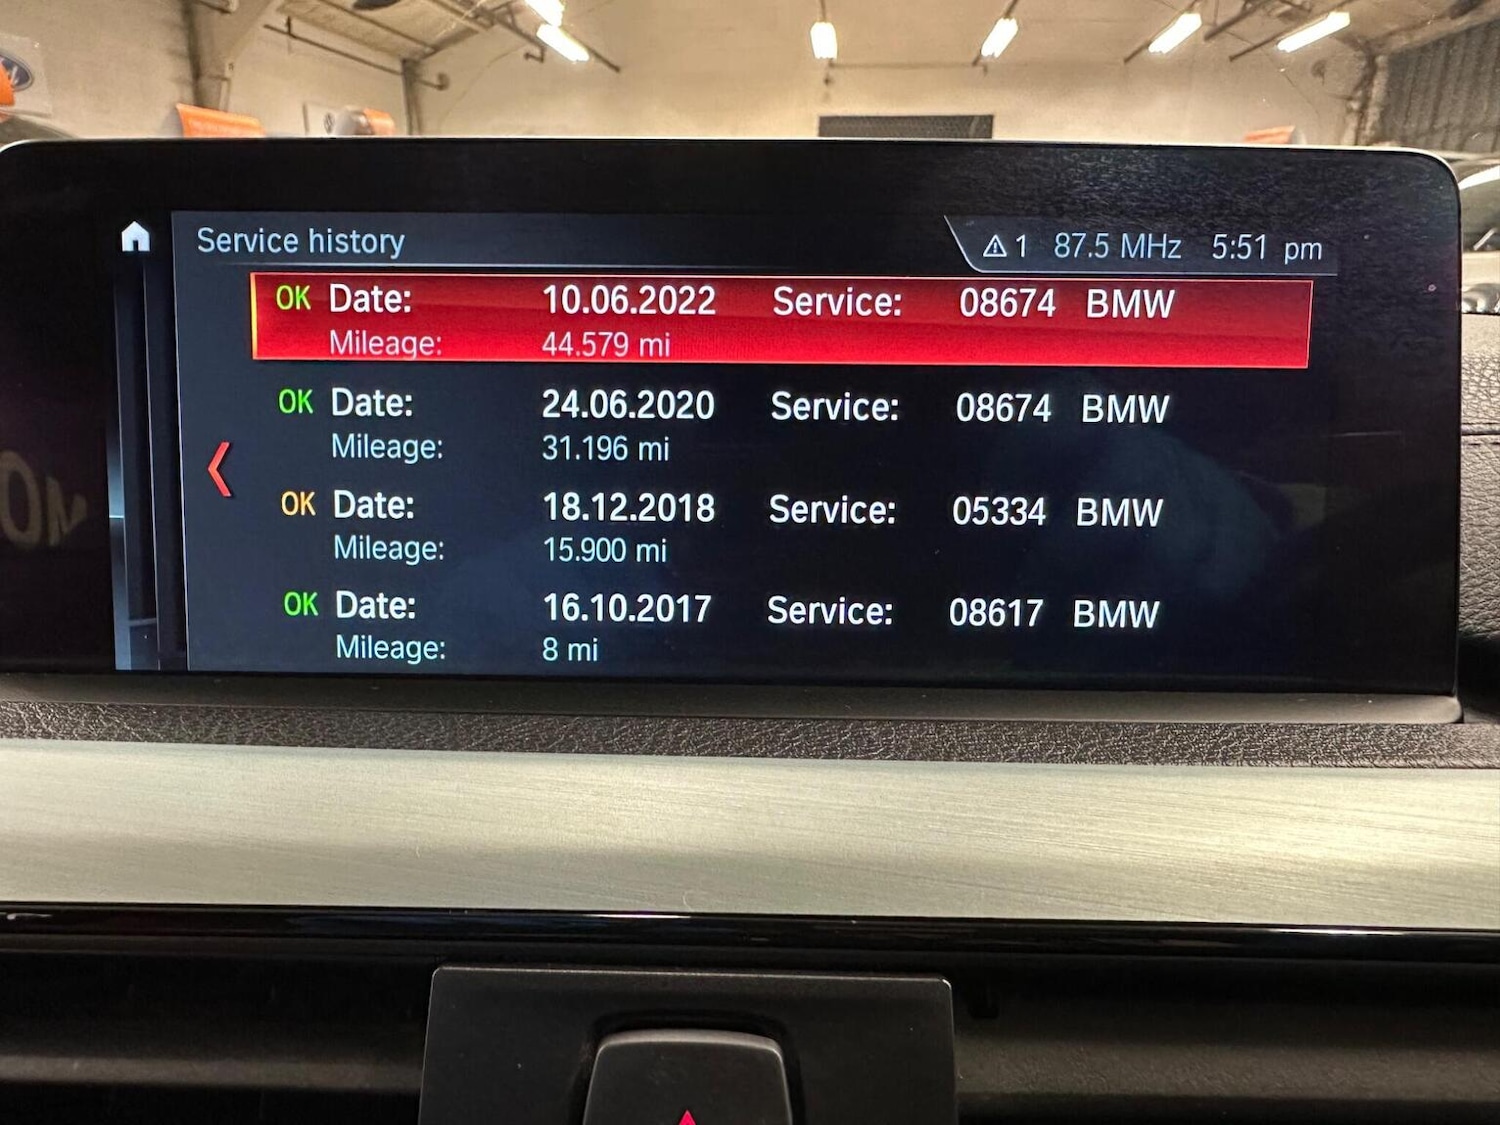 Service history
1 87.5 MHz 5:51 pm
OK Date: 10.06.2022 Service: 08674 BMW
Mileage: 44.579 mi
OK Date: 24.06.2020 Service: 08674 BMW
Mileage: 31.196 mi
OK Date: 18.12.2018 Service: 05334 BMW
Mileage: 15.900 mi
OK Date: 16.10.2017 Service: 08617 BMW
Mileage: 8 mi